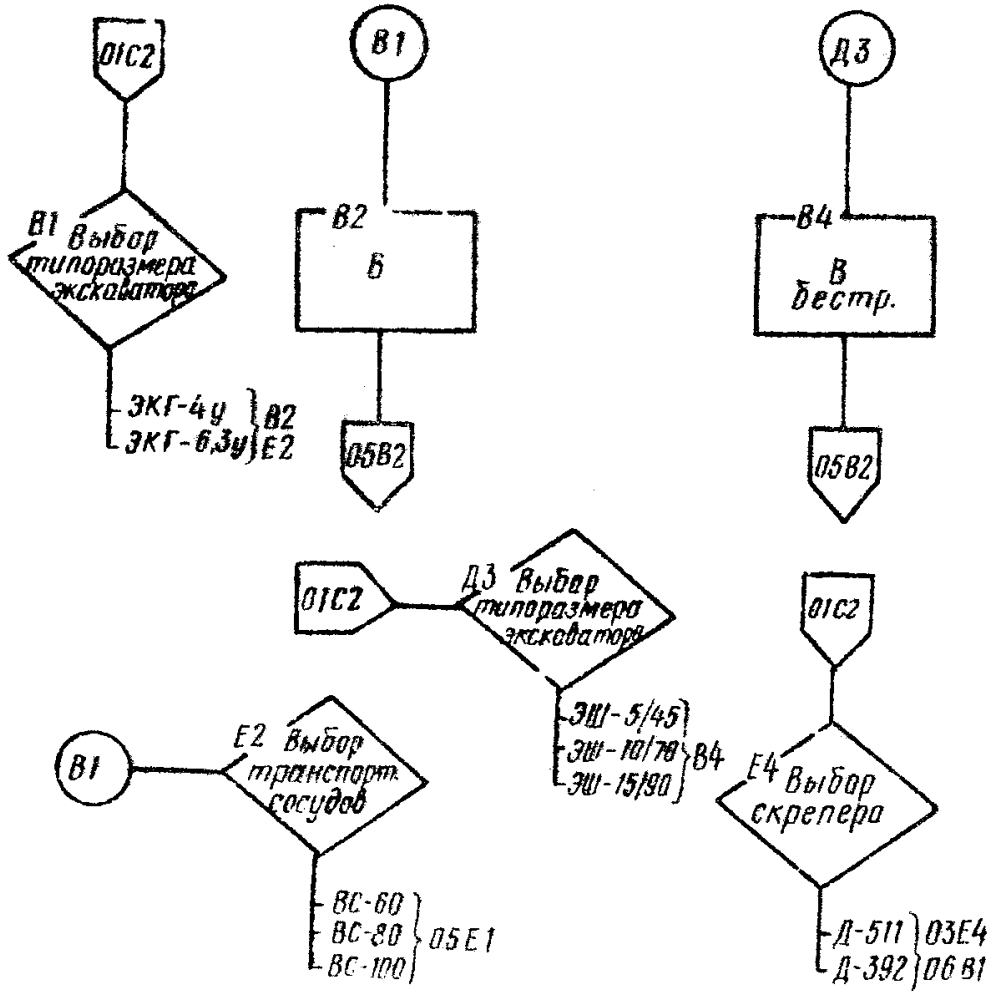 01С2
В1
Выбор
типоразмера
экскаватора
ЭКГ-4у
ЭКГ-6,3у
В2
Е2
В1
В2
В
05В2
Д3
В4
В
бестр.
05В2
01С2
Д3
Выбор
типоразмера
экскаватора
ЭШ-5/45
ЭШ-10/70
ЭШ-15/90
В4
В1
Е2
Выбор
транспорт.
сосудов
ВС-60
ВС-80
ВС-100
05Е1
01С2
Е4
Выбор
скрепера
Д-511
Д-392
03Е4
06В1